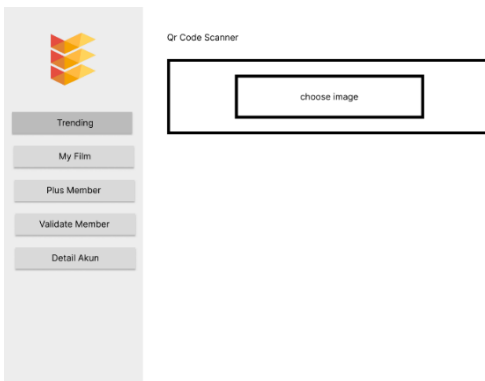 Qr Code Scanner
choose image
Trending
My Film
Plus Member
Validate Member
Detail Akun